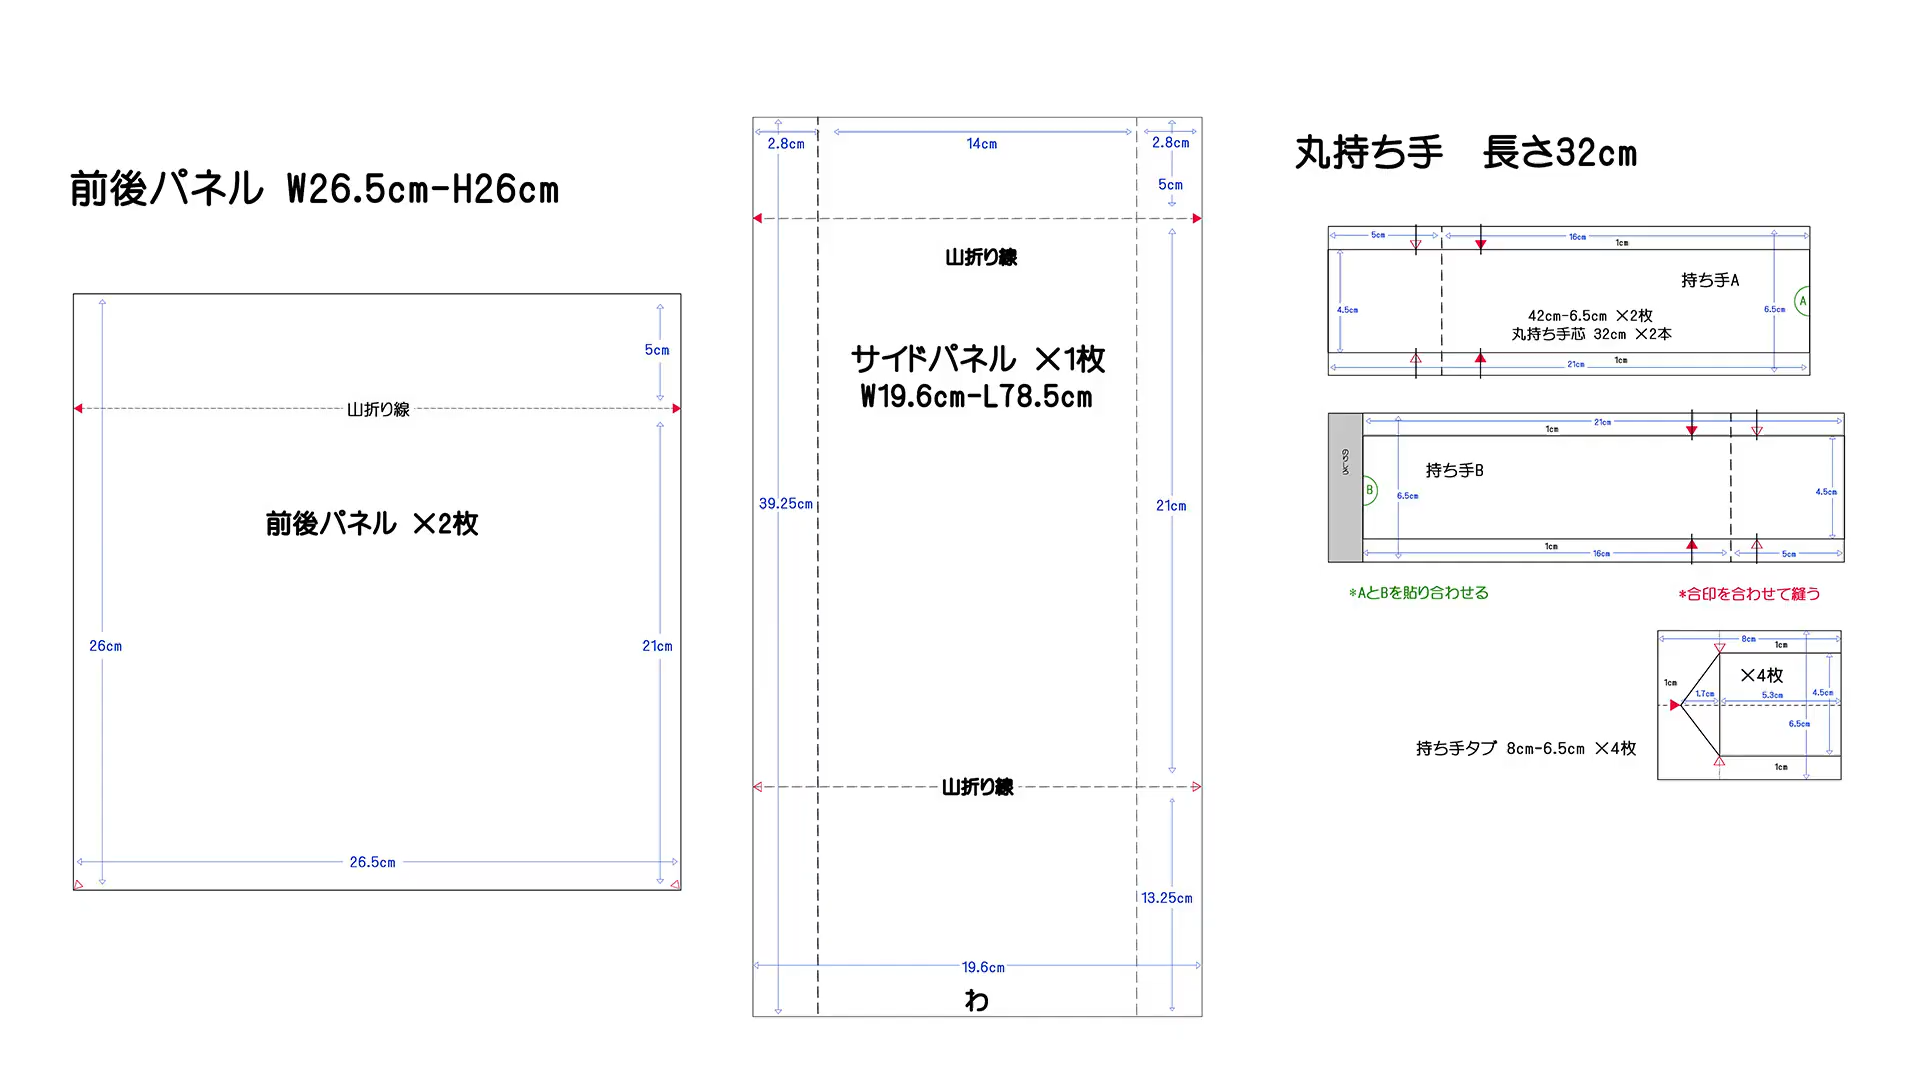 前後パネル W26.5cm-H26cm
5cm
山折り線
前後パネル ×2枚
26cm
21cm
26.5cm
2.8cm
14cm
2.8cm
5cm
山折り線
サイドパネル ×1枚
W19.6cm-L78.5cm
39.25cm
21cm
山折り線
13.25cm
19.6cm
わ
丸持ち手　長さ32cm
5cm
16cm
1cm
持ち手A
A
4.5cm
6.5cm
42cm-6.5cm ×2枚
丸持ち手芯 32cm ×2本
1cm
21cm
21cm
1cm
のりしろ
持ち手B
B
6.5cm
4.5cm
1cm
16cm
5cm
*AとBを貼り合わせる
*合印を合わせて縫う
8cm
1cm
×4枚
1cm
1.7cm
5.3cm
4.5cm
6.5cm
持ち手タブ 8cm-6.5cm ×4枚
1cm